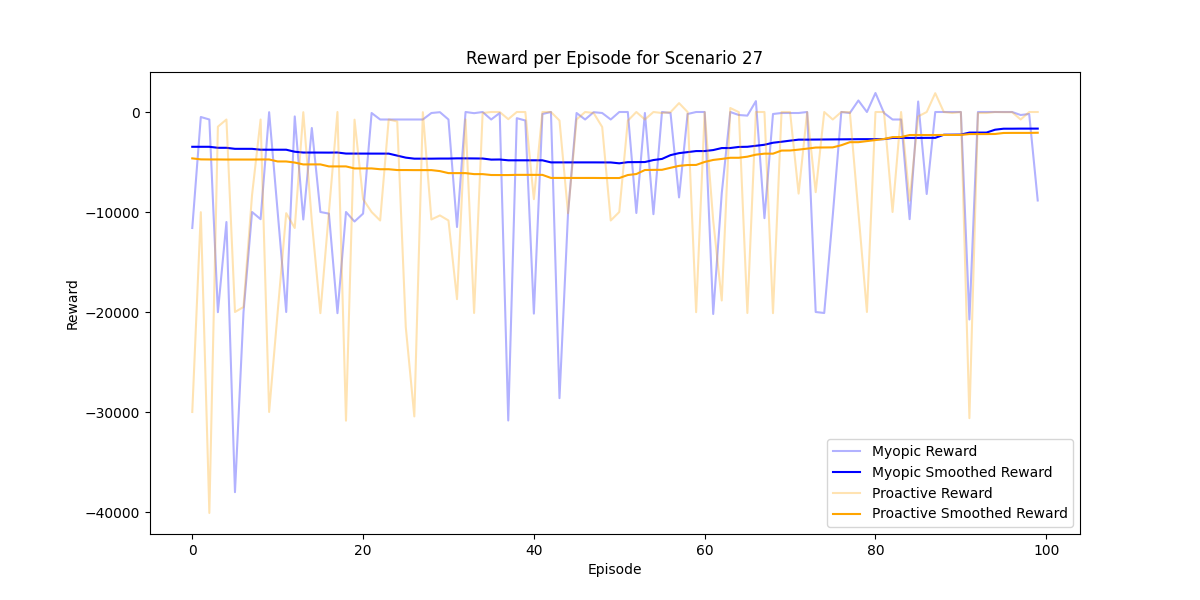 Reward per Episode for Scenario 27
Reward
0
−10000
−20000
−30000
−40000
0 20 40 60 80 100
Episode
Myopic Reward
Myopic Smoothed Reward
Proactive Reward
Proactive Smoothed Reward